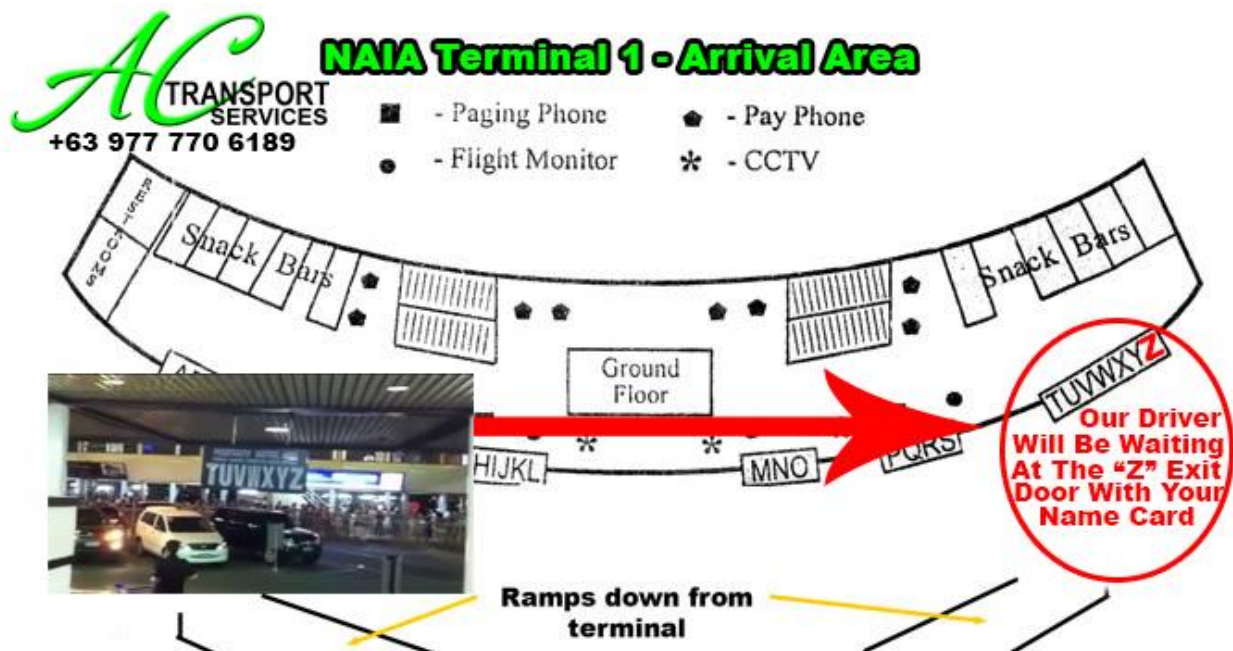 AC
TRANSPORT
SERVICES
+63 977 770 6189
NAIA Terminal 1 - Arrival Area
- Paging Phone
- Pay Phone
- Flight Monitor
- CCTV
REST ROOMS
Snack Bars
Snack Bars
Ground
Floor
HIJKL
MNO
PQRS
TUVWXYZ
TUVWXYZ
Our Driver
Will Be Waiting
At The “Z” Exit
Door With Your
Name Card
Ramps down from
terminal